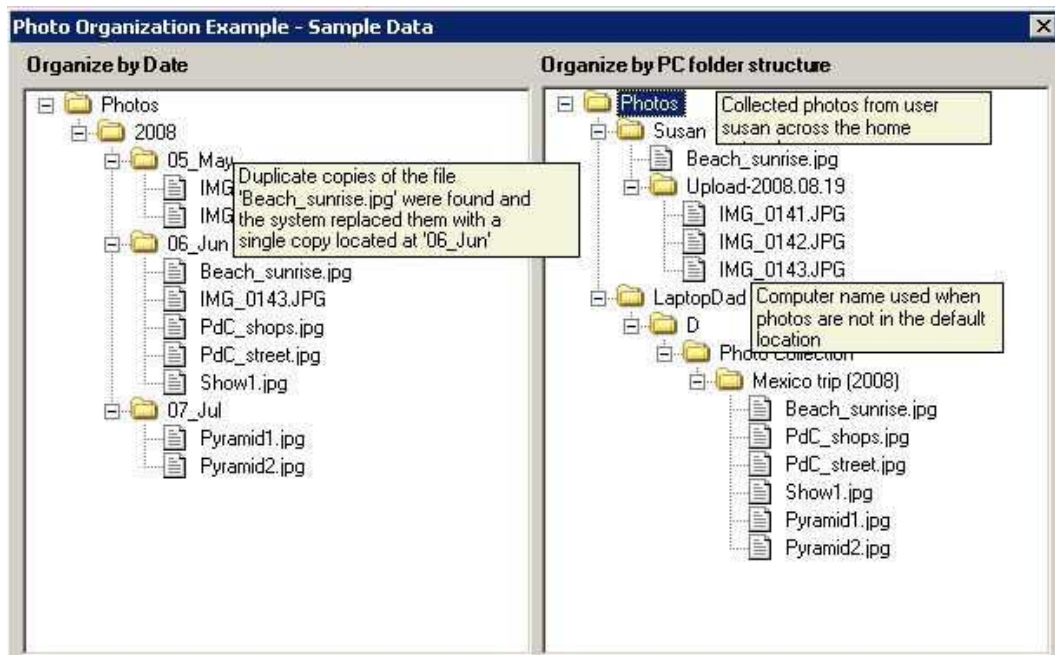 Photo Organization Example - Sample Data
Organize by Date
Photos
2008
05_May
IMG
IMG
Duplicate copies of the file
'Beach_sunrise.jpg' were found and
the system replaced them with a
single copy located at '06_Jun'
06_Jun
Beach_sunrise.jpg
IMG_0143.JPG
PdC_shops.jpg
PdC_street.jpg
Show1.jpg
07_Jul
Pyramid1.jpg
Pyramid2.jpg
Organize by PC folder structure
Photos
Collected photos from user
susan across the home
Susan
Beach_sunrise.jpg
Upload-2008.08.19
IMG_0141.JPG
IMG_0142.JPG
IMG_0143.JPG
LaptopDad
Computer name used when
photos are not in the default
location
D
Photo Collection
Mexico trip (2008)
Beach_sunrise.jpg
PdC_shops.jpg
PdC_street.jpg
Show1.jpg
Pyramid1.jpg
Pyramid2.jpg